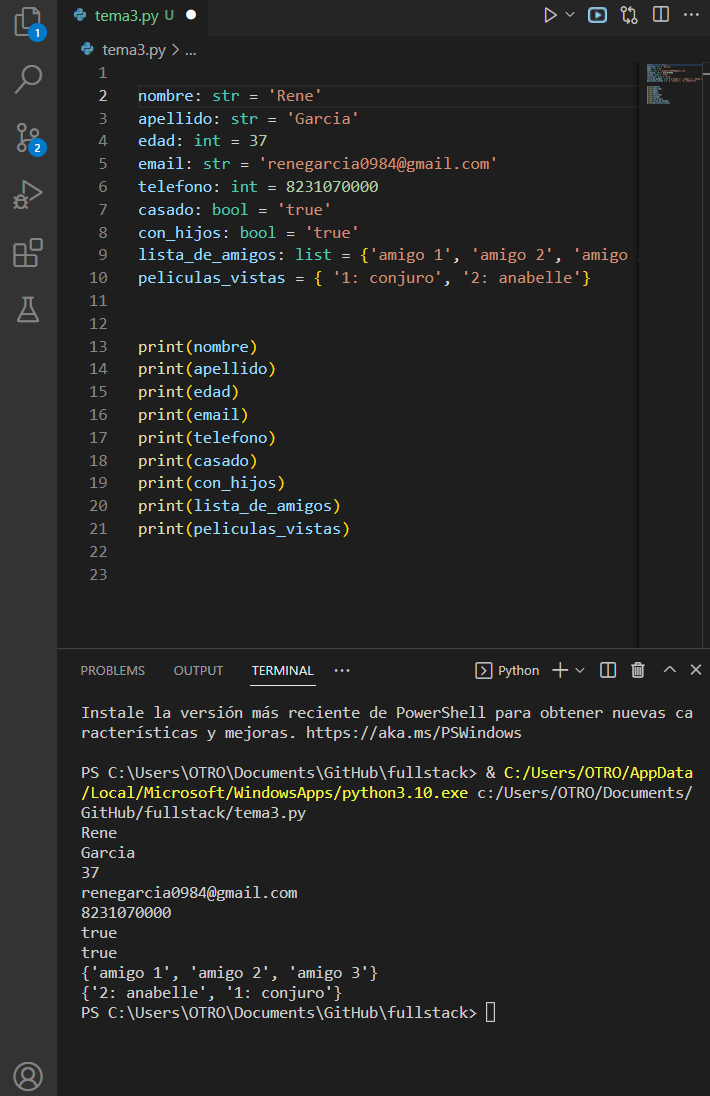 1
tema3.py U
tema3.py > ...
1
2 nombre: str = 'Rene'
3 apellido: str = 'Garcia'
4 edad: int = 37
5 email: str = 'renegarcia0984@gmail.com'
6 telefono: int = 8231070000
7 casado: bool = 'true'
8 con_hijos: bool = 'true'
9 lista_de_amigos: list = {'amigo 1', 'amigo 2', 'amigo
10 peliculas_vistas = { '1: conjuro', '2: anabelle'}
11
12
13 print(nombre)
14 print(apellido)
15 print(edad)
16 print(email)
17 print(telefono)
18 print(casado)
19 print(con_hijos)
20 print(lista_de_amigos)
21 print(peliculas_vistas)
22
23
2
PROBLEMS OUTPUT TERMINAL ... Python
Instale la versión más reciente de PowerShell para obtener nuevas ca
racterísticas y mejoras. https://aka.ms/PSWindows
PS C:\Users\OTRO\Documents\GitHub\fullstack> & C:/Users/OTRO/AppData
/Local/Microsoft/WindowsApps/python3.10.exe c:/Users/OTRO/Documents/
GitHub/fullstack/tema3.py
Rene
Garcia
37
renegarcia0984@gmail.com
8231070000
true
true
{'amigo 1', 'amigo 2', 'amigo 3'}
{'2: anabelle', '1: conjuro'}
PS C:\Users\OTRO\Documents\GitHub\fullstack>